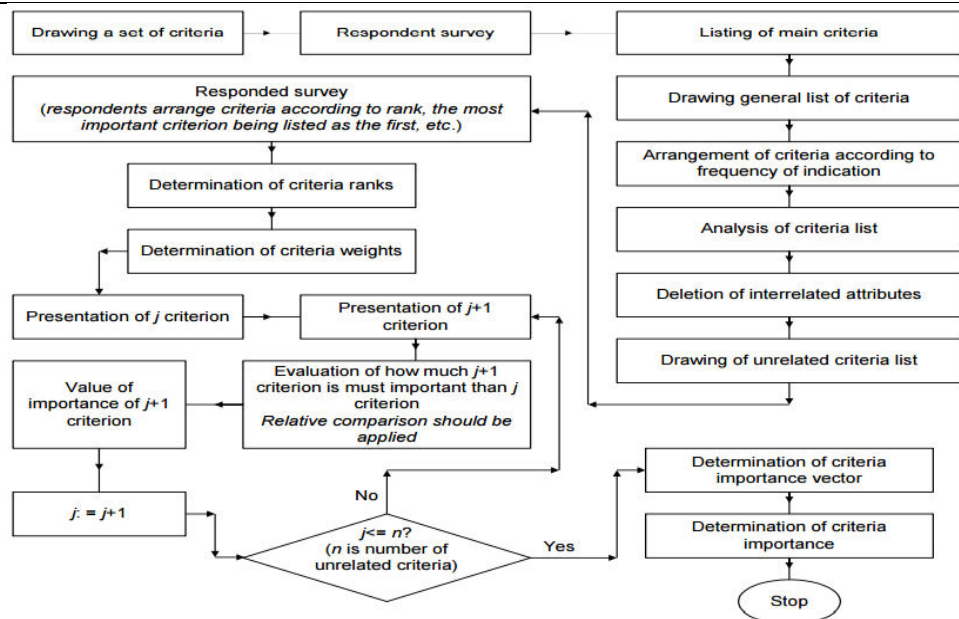 Drawing a set of criteria
Respondent survey
Listing of main criteria
Drawing general list of criteria
Arrangement of criteria according to
frequency of indication
Analysis of criteria list
Deletion of interrelated attributes
Drawing of unrelated criteria list
Responded survey
(respondents arrange criteria according to rank, the most
important criterion being listed as the first, etc.)
Determination of criteria ranks
Determination of criteria weights
Presentation of j criterion
Presentation of j+1
criterion
Evaluation of how much j+1
criterion is must important than j
criterion
Relative comparison should be
applied
Value of
importance of j+1
criterion
j: = j+1
j<= n?
(n is number of
unrelated criteria)
No
Yes
Determination of criteria
importance vector
Determination of criteria
importance
Stop